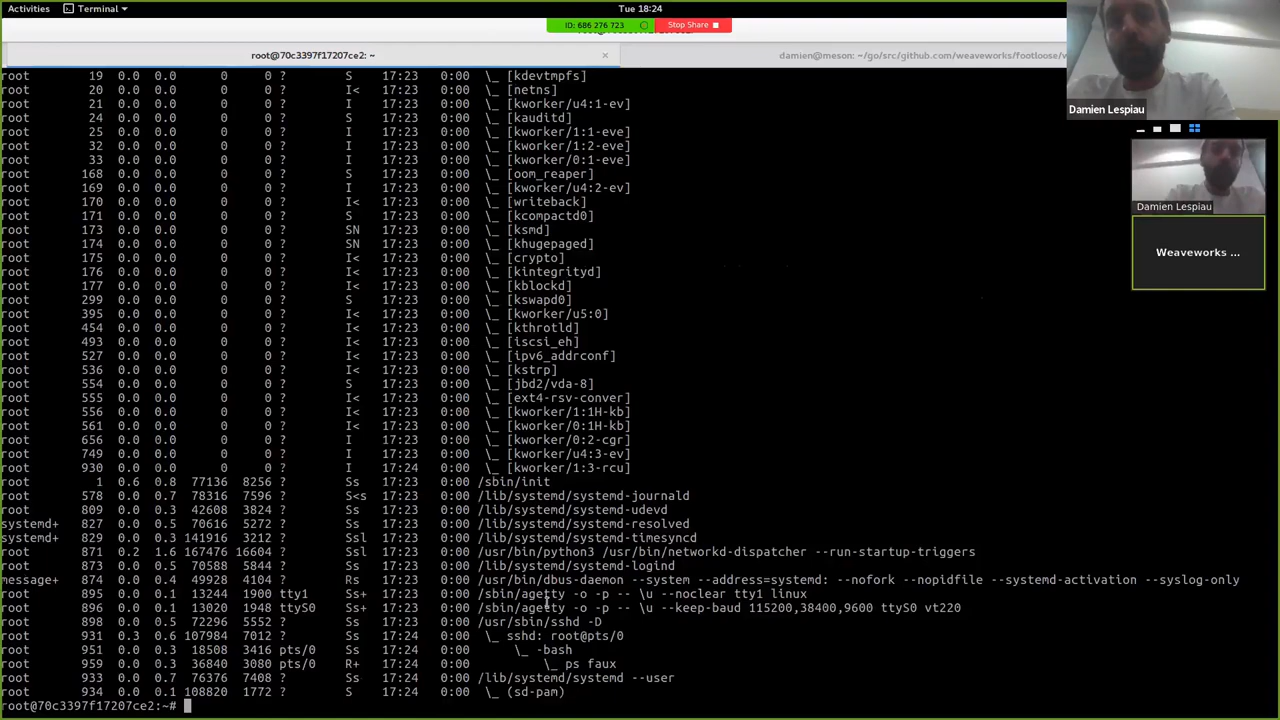 Activities Terminal Tue 18:24
ID: 686 276 723 Stop Share
root@70c3397f17207ce2: ~ × damien@meson: ~/go/src/github.com/weaveworks/footloose/w
root 19 0.0 0.0 0 0 ? S 17:23 0:00 \_ [kdevtmpfs]
root 20 0.0 0.0 0 0 ? I< 17:23 0:00 \_ [netns]
root 21 0.0 0.0 0 0 ? I 17:23 0:00 \_ [kworker/u4:1-ev]
root 24 0.0 0.0 0 0 ? S 17:23 0:00 \_ [kauditd]
root 25 0.0 0.0 0 0 ? I 17:23 0:00 \_ [kworker/1:1-eve]
root 32 0.0 0.0 0 0 ? I 17:23 0:00 \_ [kworker/1:2-eve]
root 33 0.0 0.0 0 0 ? I 17:23 0:00 \_ [kworker/0:1-eve]
root 168 0.0 0.0 0 0 ? S 17:23 0:00 \_ [oom_reaper]
root 169 0.0 0.0 0 0 ? I 17:23 0:00 \_ [kworker/u4:2-ev]
root 170 0.0 0.0 0 0 ? I< 17:23 0:00 \_ [writeback]
root 171 0.0 0.0 0 0 ? S 17:23 0:00 \_ [kcompactd0]
root 173 0.0 0.0 0 0 ? SN 17:23 0:00 \_ [ksmd]
root 174 0.0 0.0 0 0 ? SN 17:23 0:00 \_ [khugepaged]
root 175 0.0 0.0 0 0 ? I< 17:23 0:00 \_ [crypto]
root 176 0.0 0.0 0 0 ? I< 17:23 0:00 \_ [kintegrityd]
root 177 0.0 0.0 0 0 ? I< 17:23 0:00 \_ [kblockd]
root 299 0.0 0.0 0 0 ? S 17:23 0:00 \_ [kswapd0]
root 395 0.0 0.0 0 0 ? I< 17:23 0:00 \_ [kworker/u5:0]
root 454 0.0 0.0 0 0 ? I< 17:23 0:00 \_ [kthrotld]
root 493 0.0 0.0 0 0 ? I< 17:23 0:00 \_ [iscsi_eh]
root 527 0.0 0.0 0 0 ? I< 17:23 0:00 \_ [ipv6_addrconf]
root 536 0.0 0.0 0 0 ? I< 17:23 0:00 \_ [kstrp]
root 554 0.0 0.0 0 0 ? S 17:23 0:00 \_ [jbd2/vda-8]
root 555 0.0 0.0 0 0 ? I< 17:23 0:00 \_ [ext4-rsv-conver]
root 556 0.0 0.0 0 0 ? I< 17:23 0:00 \_ [kworker/1:1H-kb]
root 561 0.0 0.0 0 0 ? I< 17:23 0:00 \_ [kworker/0:1H-kb]
root 656 0.0 0.0 0 0 ? I 17:23 0:00 \_ [kworker/0:2-cgr]
root 749 0.0 0.0 0 0 ? I 17:23 0:00 \_ [kworker/u4:3-ev]
root 930 0.0 0.0 0 0 ? I 17:24 0:00 \_ [kworker/1:3-rcu]
root 1 0.6 0.8 77136 8256 ? Ss 17:23 0:00 /sbin/init
root 578 0.0 0.7 78316 7596 ? S<s 17:23 0:00 /lib/systemd/systemd-journald
root 809 0.0 0.3 42608 3824 ? Ss 17:23 0:00 /lib/systemd/systemd-udevd
systemd+ 827 0.0 0.5 70616 5272 ? Ss 17:23 0:00 /lib/systemd/systemd-resolved
systemd+ 829 0.0 0.3 141916 3212 ? Ssl 17:23 0:00 /lib/systemd/systemd-timesyncd
root 871 0.2 1.6 167476 16604 ? Ssl 17:23 0:00 /usr/bin/python3 /usr/bin/networkd-dispatcher --run-startup-triggers
root 873 0.0 0.5 70588 5844 ? Ss 17:23 0:00 /lib/systemd/systemd-logind
message+ 874 0.0 0.4 49928 4104 ? Rs 17:23 0:00 /usr/bin/dbus-daemon --system --address=systemd: --nofork --nopidfile --systemd-activation --syslog-only
root 895 0.0 0.1 13244 1900 tty1 Ss+ 17:23 0:00 /sbin/agetty -o -p -- \u --noclear tty1 linux
root 896 0.0 0.1 13020 1948 ttyS0 Ss+ 17:23 0:00 /sbin/agetty -o -p -- \u --keep-baud 115200,38400,9600 ttyS0 vt220
root 898 0.0 0.5 72296 5552 ? Ss 17:23 0:00 /usr/sbin/sshd -D
root 931 0.3 0.6 107984 7012 ? Ss 17:24 0:00 \_ sshd: root@pts/0
root 951 0.1 0.3 18508 3416 pts/0 Ss 17:24 0:00 \_ -bash
root 959 0.0 0.3 36840 3080 pts/0 R+ 17:24 0:00 \_ ps faux
root 933 0.0 0.7 76376 7408 ? Ss 17:24 0:00 /lib/systemd/systemd --user
root 934 0.0 0.1 108820 1772 ? S 17:24 0:00 \_ (sd-pam)
root@70c3397f17207ce2:~#
Damien Lespiau
Damien Lespiau
Weaveworks ...